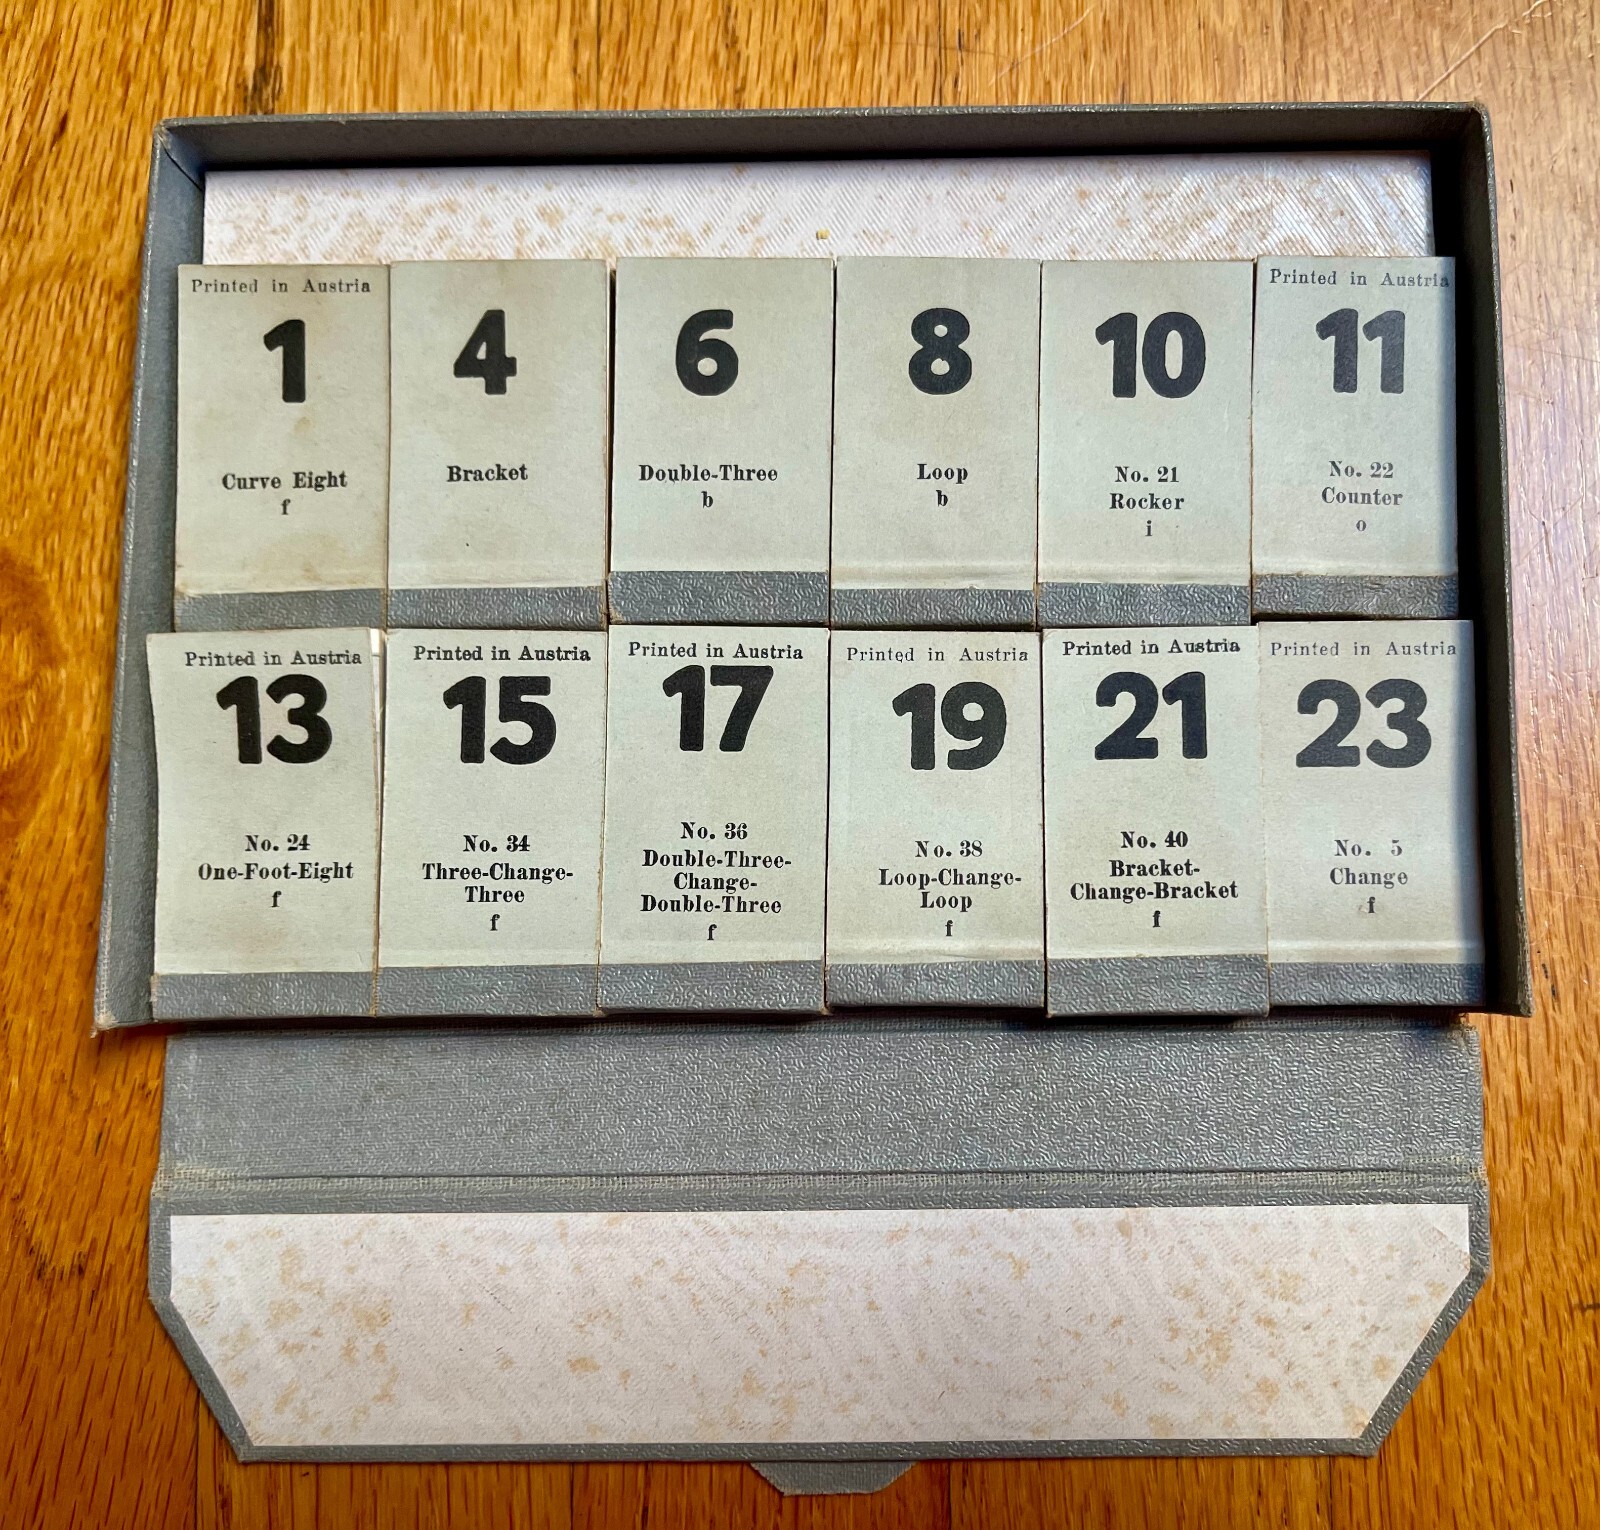 Printed in Austria
1
Curve Eight
f
4
Bracket
6
Double-Three
b
8
Loop
b
10
No. 21
Rocker
i
Printed in Austria
11
No. 22
Counter
o
Printed in Austria
13
No. 24
One-Foot-Eight
f
Printed in Austria
15
No. 34
Three-Change-
Three
f
Printed in Austria
17
No. 36
Double-Three-
Change-
Double-Three
f
Printed in Austria
19
No. 38
Loop-Change-
Loop
f
Printed in Austria
21
No. 40
Bracket-
Change-Bracket
f
Printed in Austria
23
No. 5
Change
f